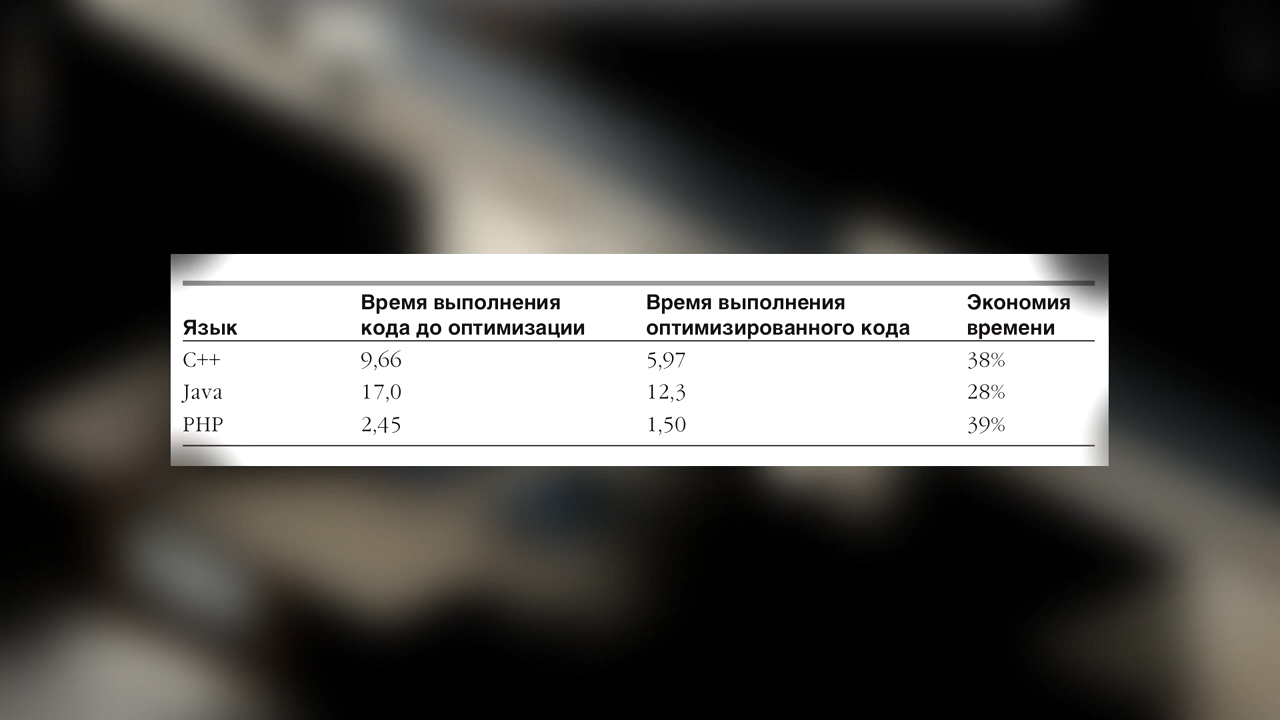 Язык Время выполнения кода до оптимизации Время выполнения оптимизированного кода Экономия времени
C++ 9,66 5,97 38%
Java 17,0 12,3 28%
PHP 2,45 1,50 39%